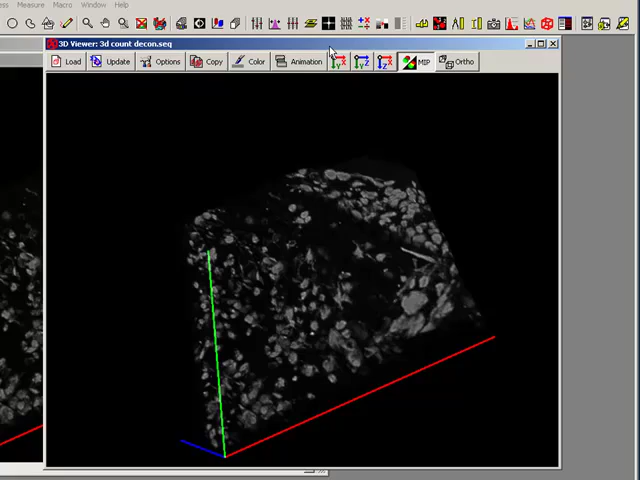 Measure Macro Window Help
3D Viewer: 3d count decon.seq
Load Update Options Copy Color Animation MIP Ortho